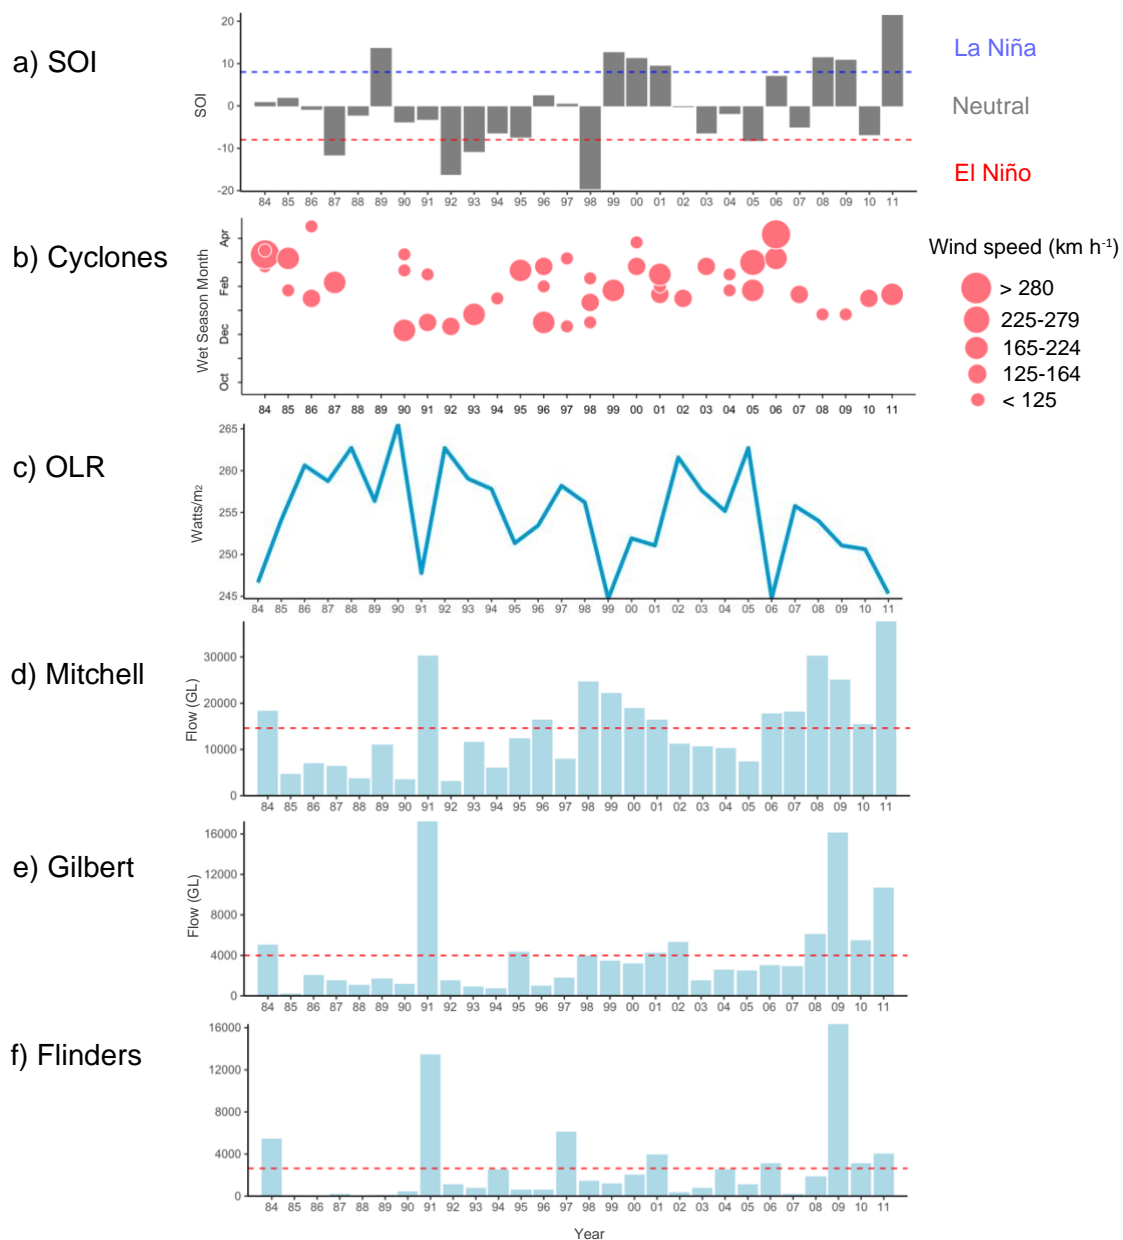 a) SOI
SOI
20
10
0
-10
-20
84 85 86 87 88 89 90 91 92 93 94 95 96 97 98 99 00 01 02 03 04 05 06 07 08 09 10 11
La Niña
Neutral
El Niño
b) Cyclones
Wet Season Month
Apr
Feb
Dec
Oct
84 85 86 87 88 89 90 91 92 93 94 95 96 97 98 99 00 01 02 03 04 05 06 07 08 09 10 11
Wind speed (km h-1)
> 280
225-279
165-224
125-164
< 125
c) OLR
Watts/m2
265
260
255
250
245
84 85 86 87 88 89 90 91 92 93 94 95 96 97 98 99 00 01 02 03 04 05 06 07 08 09 10 11
d) Mitchell
Flow (GL)
30000
20000
10000
0
84 85 86 87 88 89 90 91 92 93 94 95 96 97 98 99 00 01 02 03 04 05 06 07 08 09 10 11
e) Gilbert
Flow (GL)
16000
12000
8000
4000
0
84 85 86 87 88 89 90 91 92 93 94 95 96 97 98 99 00 01 02 03 04 05 06 07 08 09 10 11
f) Flinders
16000
12000
8000
4000
0
84 85 86 87 88 89 90 91 92 93 94 95 96 97 98 99 00 01 02 03 04 05 06 07 08 09 10 11
Year